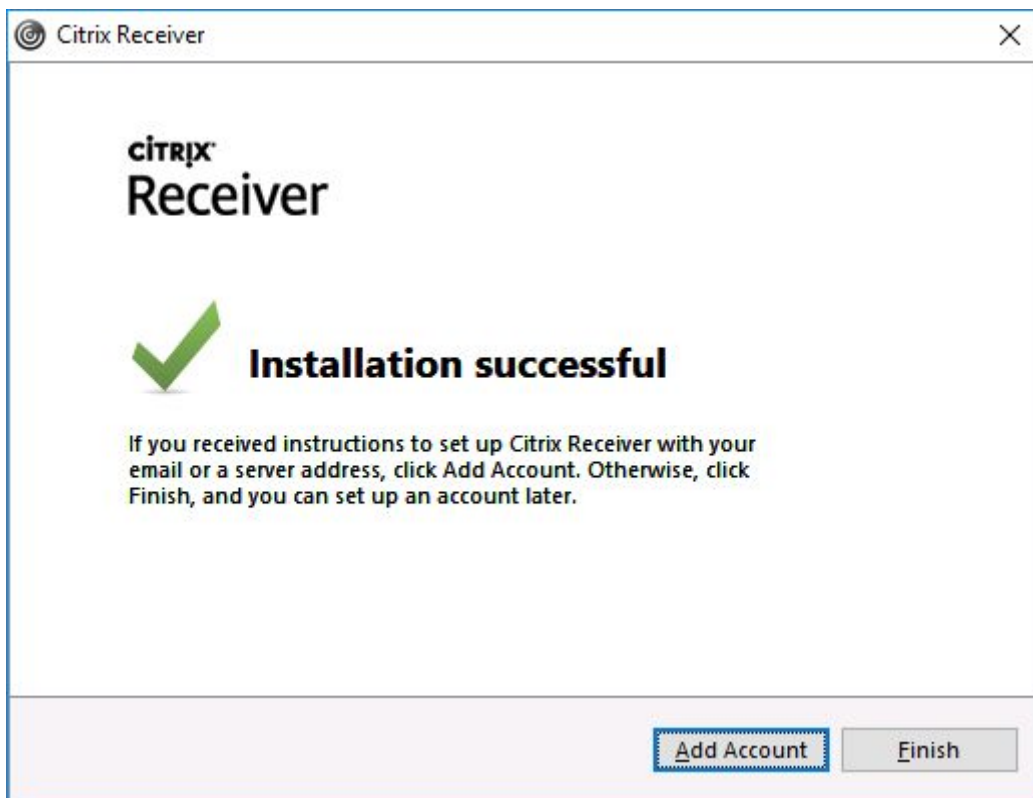 Citrix Receiver
CITRIX
Receiver
Installation successful
If you received instructions to set up Citrix Receiver with your
email or a server address, click Add Account. Otherwise, click
Finish, and you can set up an account later.
Add Account Finish